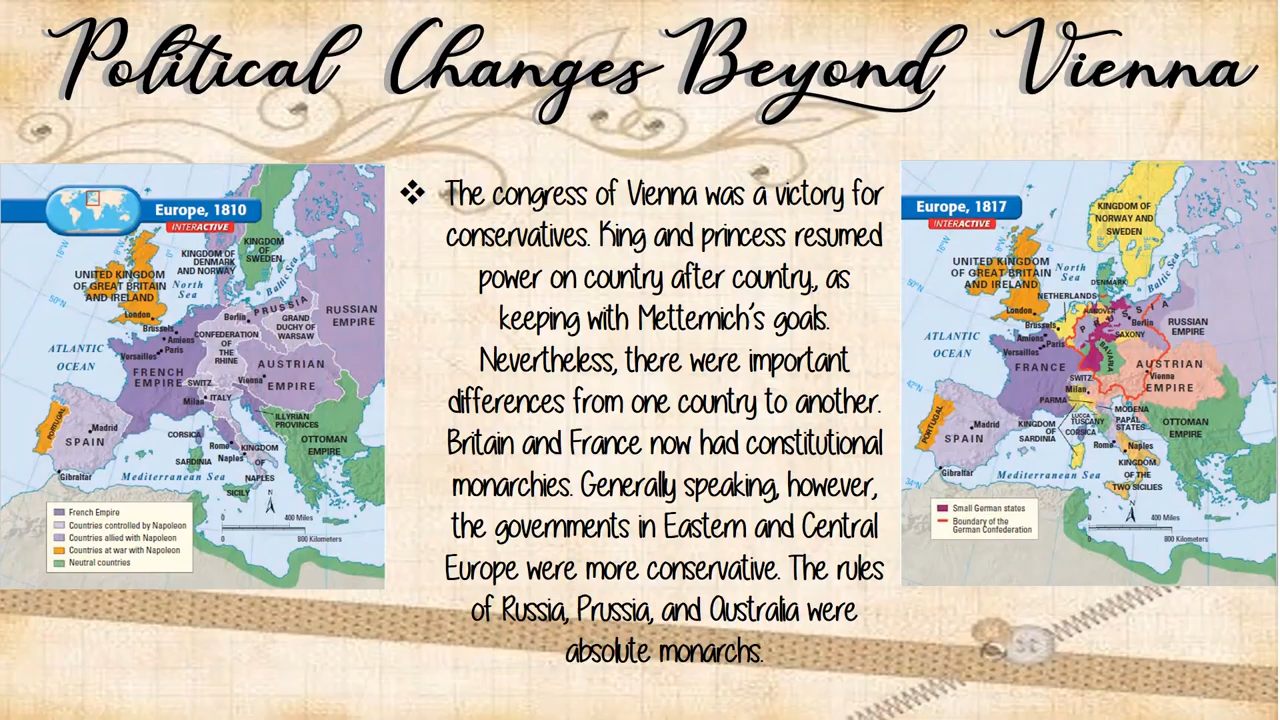 Political Changes Beyond Vienna
Europe, 1810
INTERACTIVE
KINGDOM
OF
SWEDEN
KINGDOM OF
DENMARK
AND NORWAY
UNITED KINGDOM
OF GREAT BRITAIN
AND IRELAND
North
Sea
Baltic Sea
50°N
London
PRUSSIA
Berlin
GRAND
DUCHY OF
WARSAW
RUSSIAN
EMPIRE
Brussels
Amiens
Paris
Versailles
CONFEDERATION
OF
THE
RHINE
ATLANTIC
OCEAN
FRENCH
EMPIRE
SWITZ.
Vienna
AUSTRIAN
EMPIRE
Milan
ITALY
ILLYRIAN
PROVINCES
PORTUGAL
Madrid
SPAIN
CORSICA
Rome
OTTOMAN
EMPIRE
SARDINIA
Naples
KINGDOM
OF
NAPLES
Gibraltar
Mediterranean Sea
SICILY
N
French Empire
Countries controlled by Napoleon
Countries allied with Napoleon
Countries at war with Napoleon
Neutral countries
0 400 Miles
0 800 Kilometers
❖ The congress of Vienna was a victory for
conservatives. King and princess resumed
power on country after country,, as
keeping with Metternich's goals.
Nevertheless, there were important
differences from one country to another.
Britain and France now had constitutional
monarchies. Generally speaking, however,
the governments in Eastern and Central
Europe were more conservative. The rules
of Russia, Prussia, and Australia were
absolute monarchs.
Europe, 1817
INTERACTIVE
KINGDOM OF
NORWAY AND
SWEDEN
UNITED KINGDOM
OF GREAT BRITAIN
AND IRELAND
North
Sea
DENMARK
Baltic Sea
50°N
NETHERLANDS
London
HANOVER
PRUSSIA
Berlin
RUSSIAN
EMPIRE
Brussels
SAXONY
Amiens
Paris
Versailles
ATLANTIC
OCEAN
FRANCE
BAVARIA
AUSTRIAN
EMPIRE
Vienna
SWITZ.
Milan
42°N
PARMA
MODENA
LUCCA
TUSCANY
PAPAL
STATES
PORTUGAL
Madrid
SPAIN
KINGDOM
OF
SARDINIA
CORSICA
OTTOMAN
EMPIRE
Rome
Naples
Gibraltar
Mediterranean Sea
KINGDOM
OF THE
TWO SICILIES
34°N
N
Small German states
Boundary of the
German Confederation
0 400 Miles
0 800 Kilometers